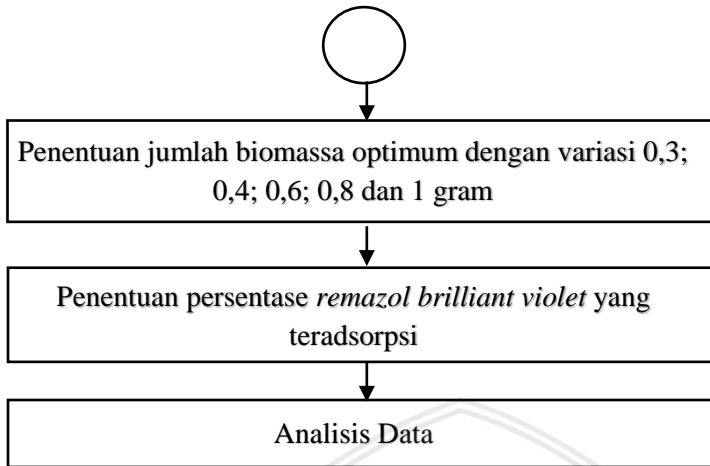 Penentuan jumlah biomassa optimum dengan variasi 0,3;
0,4; 0,6; 0,8 dan 1 gram
Penentuan persentase remazol brilliant violet yang
teradsorpsi
Analisis Data